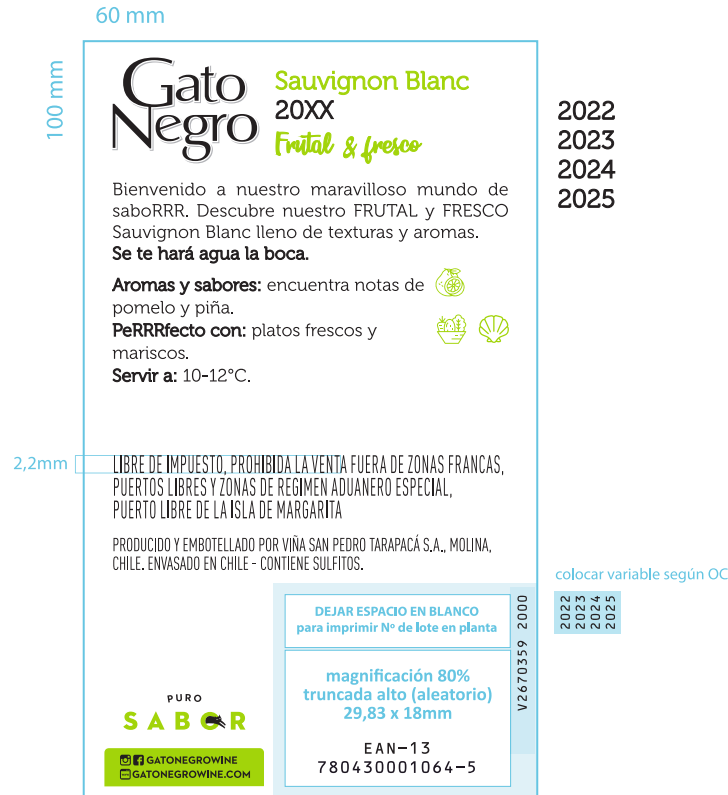 60 mm
100 mm
Gato
Negro
Sauvignon Blanc
20XX
Frutal & fresco
2022
2023
2024
2025
Bienvenido a nuestro maravilloso mundo de
saboRRR. Descubre nuestro FRUTAL y FRESCO
Sauvignon Blanc lleno de texturas y aromas.
Se te hará agua la boca.
Aromas y sabores: encuentra notas de
pomelo y piña.
PeRRRfecto con: platos frescos y
mariscos.
Servir a: 10-12°C.
2,2mm
LIBRE DE IMPUESTO, PROHIBIDA LA VENTA FUERA DE ZONAS FRANCAS,
PUERTOS LIBRES Y ZONAS DE REGIMEN ADUANERO ESPECIAL,
PUERTO LIBRE DE LA ISLA DE MARGARITA
PRODUCIDO Y EMBOTELLADO POR VIÑA SAN PEDRO TARAPACÁ S.A., MOLINA,
CHILE. ENVASADO EN CHILE - CONTIENE SULFITOS.
colocar variable según OC
2022
2023
2024
2025
DEJAR ESPACIO EN BLANCO
para imprimir Nº de lote en planta
V2670359 2000
magnificación 80%
truncada alto (aleatorio)
29,83 x 18mm
EAN-13
780430001064-5
PURO
SABOR
GATONEGROWINE
GATONEGROWINE.COM